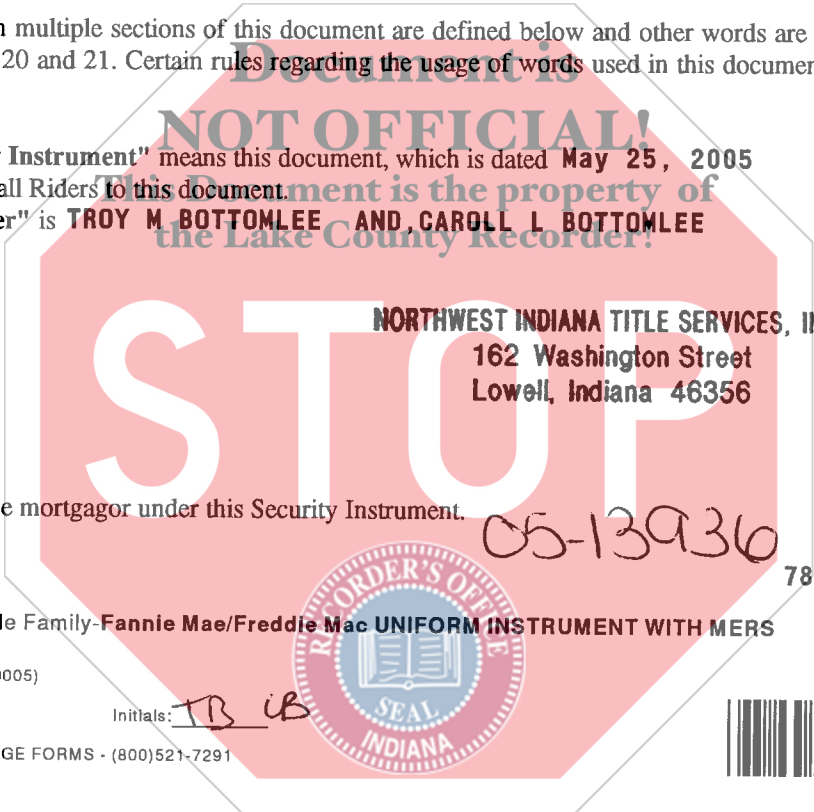 n multiple sections of this document are defined below and other words are
Document is
20 and 21. Certain rules regarding the usage of words used in this documen
NOT OFFICIAL!
Instrument" means this document, which is dated May 25, 2005
all Riders to this document.
This Document is the property of
er" is TROY M BOTTOMLEE AND, CAROLL L BOTTOMLEE
the Lake County Recorder!
STOP
NORTHWEST INDIANA TITLE SERVICES, IN
162 Washington Street
Lowell, Indiana 46356
e mortgagor under this Security Instrument.
05-13936
78
RECORDER'S OFFICE
le Family-Fannie Mae/Freddie Mac UNIFORM INSTRUMENT WITH MERS
005)
Initials: TB CB
SEAL
INDIANA
GE FORMS - (800)521-7291